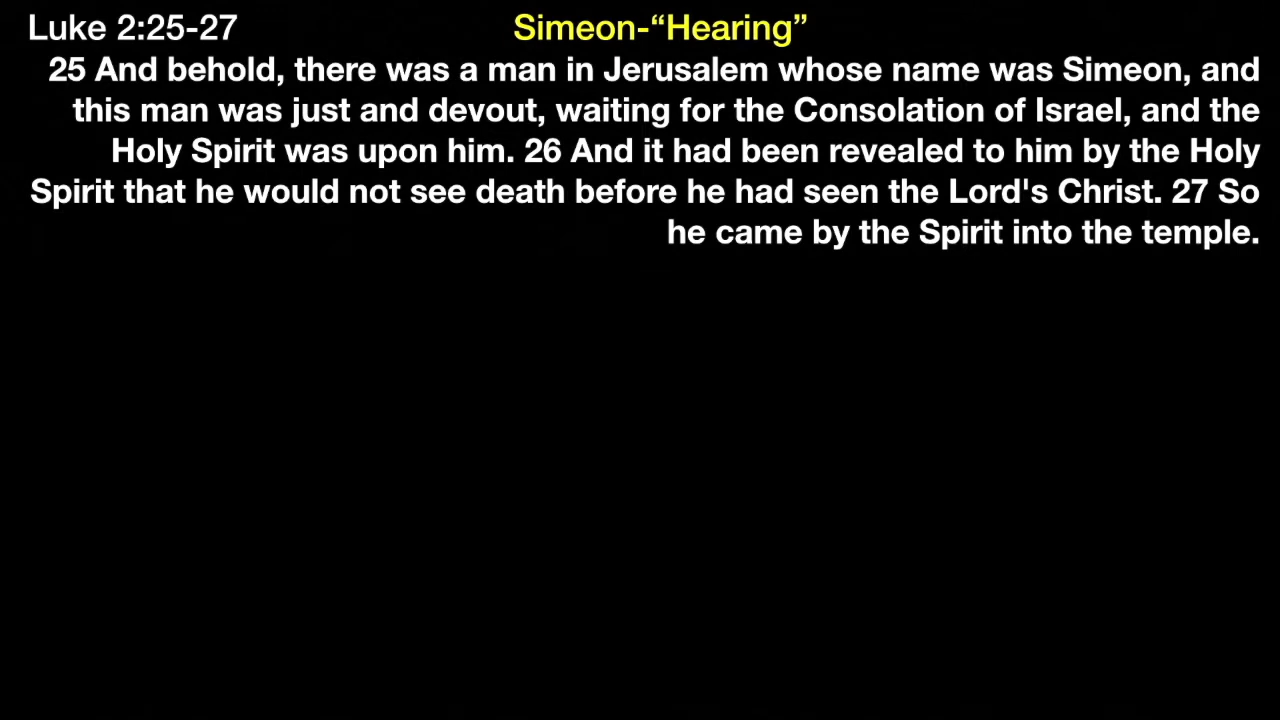 Luke 2:25-27 Simeon-“Hearing”
25 And behold, there was a man in Jerusalem whose name was Simeon, and
this man was just and devout, waiting for the Consolation of Israel, and the
Holy Spirit was upon him. 26 And it had been revealed to him by the Holy
Spirit that he would not see death before he had seen the Lord's Christ. 27 So
he came by the Spirit into the temple.